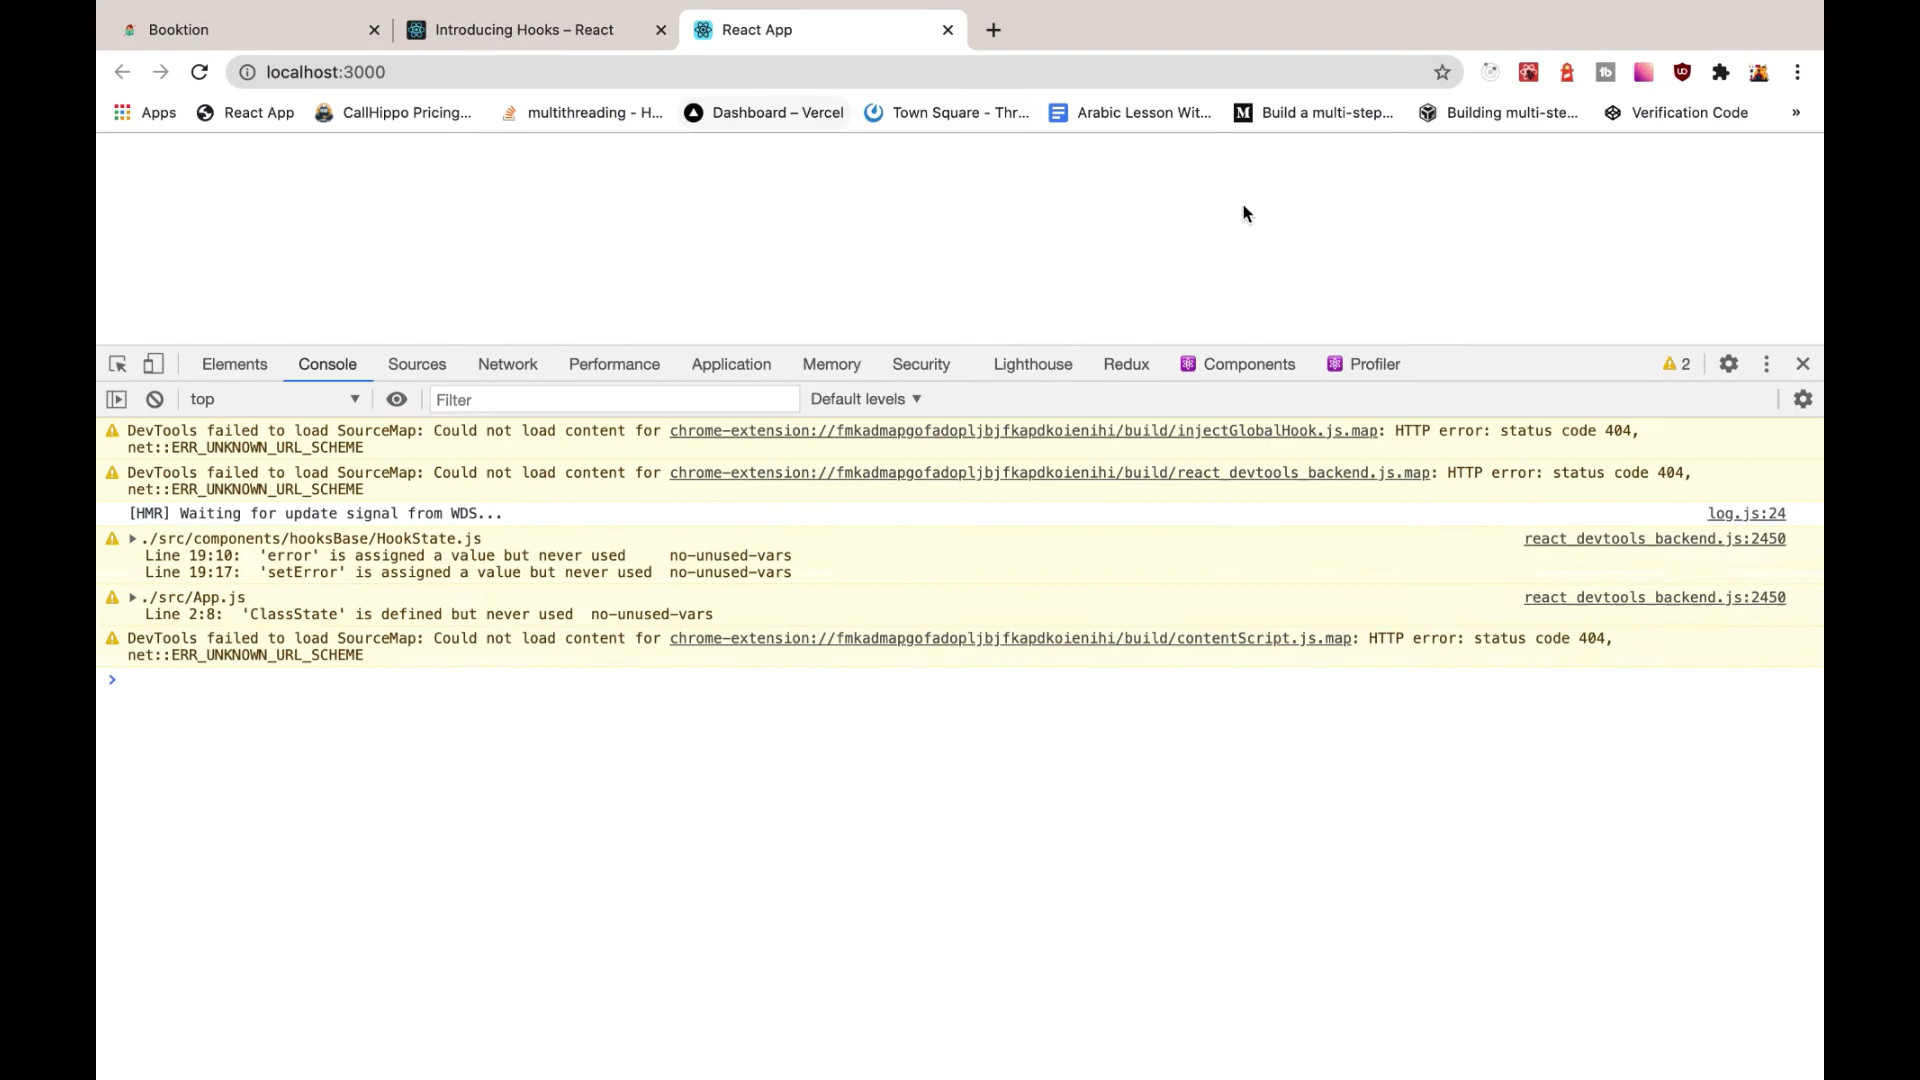 Booktion
Introducing Hooks – React
React App
localhost:3000
Apps
React App
CallHippo Pricing...
multithreading - H...
Dashboard – Vercel
Town Square - Thr...
Arabic Lesson Wit...
Build a multi-step...
Building multi-ste...
Verification Code
»
Elements
Console
Sources
Network
Performance
Application
Memory
Security
Lighthouse
Redux
Components
Profiler
2
top
Filter
Default levels
DevTools failed to load SourceMap: Could not load content for chrome-extension://fmkadmapgofadopljbjfkapdkoienihi/build/injectGlobalHook.js.map: HTTP error: status code 404,
net::ERR_UNKNOWN_URL_SCHEME
DevTools failed to load SourceMap: Could not load content for chrome-extension://fmkadmapgofadopljbjfkapdkoienihi/build/react_devtools_backend.js.map: HTTP error: status code 404,
net::ERR_UNKNOWN_URL_SCHEME
[HMR] Waiting for update signal from WDS... log.js:24
./src/components/hooksBase/HookState.js react_devtools_backend.js:2450
Line 19:10: 'error' is assigned a value but never used no-unused-vars
Line 19:17: 'setError' is assigned a value but never used no-unused-vars
./src/App.js react_devtools_backend.js:2450
Line 2:8: 'ClassState' is defined but never used no-unused-vars
DevTools failed to load SourceMap: Could not load content for chrome-extension://fmkadmapgofadopljbjfkapdkoienihi/build/contentScript.js.map: HTTP error: status code 404,
net::ERR_UNKNOWN_URL_SCHEME